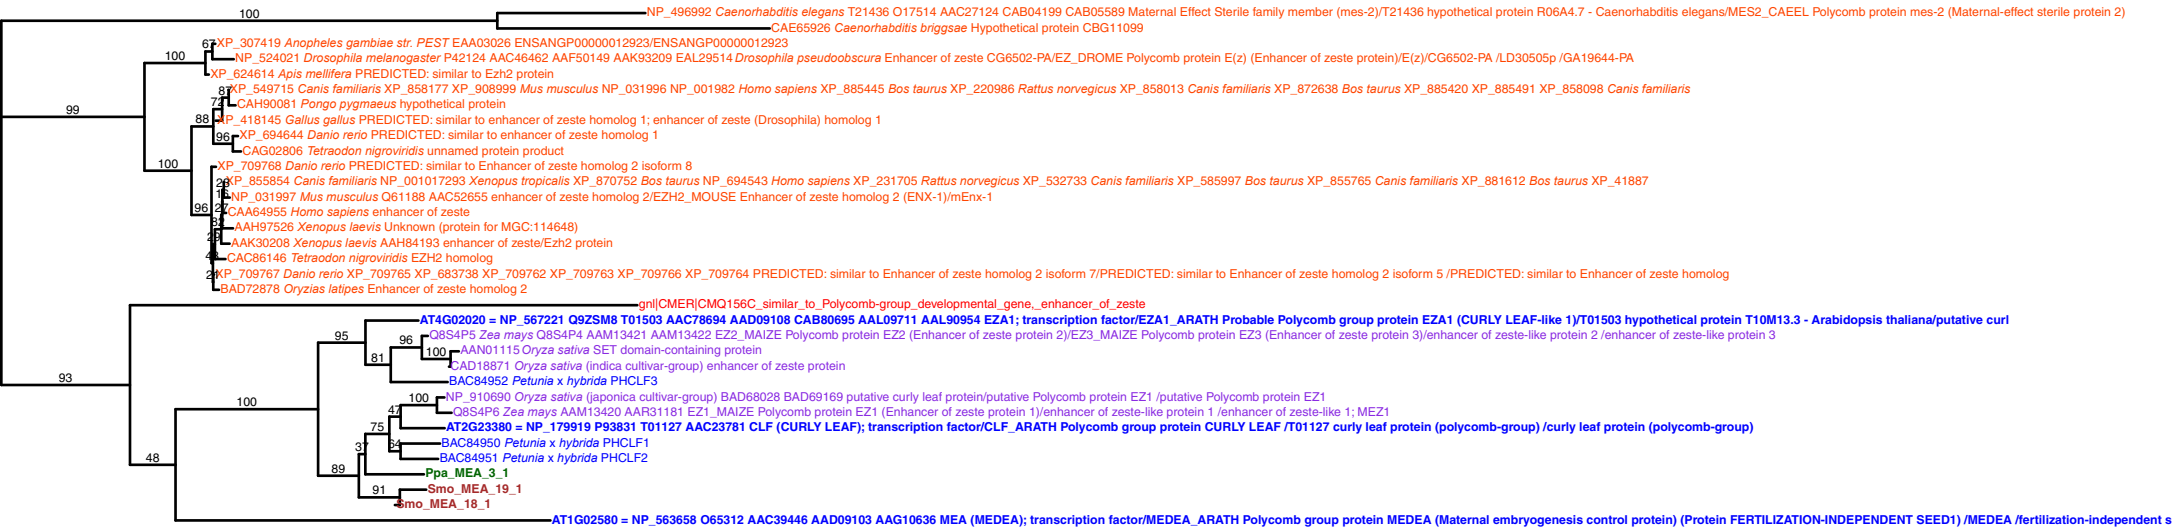 100
NP_496992 Caenorhabditis elegans T21436 O17514 AAC27124 CAB04199 CAB05589 Maternal Effect Sterile family member (mes-2)/T21436 hypothetical protein R06A4.7 - Caenorhabditis elegans/MES2_CAEEL Polycomb protein mes-2 (Maternal-effect sterile protein 2)
CAE65926 Caenorhabditis briggsae Hypothetical protein CBG11099
67 XP_307419 Anopheles gambiae str. PEST EAA03026 ENSANGP00000012923/ENSANGP00000012923
100 NP_524021 Drosophila melanogaster P42124 AAC46462 AAF50149 AAK93209 EAL29514 Drosophila pseudoobscura Enhancer of zeste CG6502-PA/EZ_DROME Polycomb protein E(z) (Enhancer of zeste protein)/E(z)/CG6502-PA /LD30505p /GA19644-PA
XP_624614 Apis mellifera PREDICTED: similar to Ezh2 protein
87 XP_549715 Canis familiaris XP_858177 XP_908999 Mus musculus NP_031996 NP_001982 Homo sapiens XP_885445 Bos taurus XP_220986 Rattus norvegicus XP_858013 Canis familiaris XP_872638 Bos taurus XP_885420 XP_885491 XP_858098 Canis familiaris
72 CAH90081 Pongo pygmaeus hypothetical protein
99
88 XP_418145 Gallus gallus PREDICTED: similar to enhancer of zeste homolog 1; enhancer of zeste (Drosophila) homolog 1
96 XP_694644 Danio rerio PREDICTED: similar to enhancer of zeste homolog 1
CAG02806 Tetraodon nigroviridis unnamed protein product
100 XP_709768 Danio rerio PREDICTED: similar to Enhancer of zeste homolog 2 isoform 8
XP_855854 Canis familiaris NP_001017293 Xenopus tropicalis XP_870752 Bos taurus NP_694543 Homo sapiens XP_231705 Rattus norvegicus XP_532733 Canis familiaris XP_585997 Bos taurus XP_855765 Canis familiaris XP_881612 Bos taurus XP_41887
NP_031997 Mus musculus Q61188 AAC52655 enhancer of zeste homolog 2/EZH2_MOUSE Enhancer of zeste homolog 2 (ENX-1)/mEnx-1
96 27 CAA64955 Homo sapiens enhancer of zeste
AAH97526 Xenopus laevis Unknown (protein for MGC:114648)
AAK30208 Xenopus laevis AAH84193 enhancer of zeste/Ezh2 protein
CAC86146 Tetraodon nigroviridis EZH2 homolog
XP_709767 Danio rerio XP_709765 XP_683738 XP_709762 XP_709763 XP_709766 XP_709764 PREDICTED: similar to Enhancer of zeste homolog 2 isoform 7/PREDICTED: similar to Enhancer of zeste homolog 2 isoform 5 /PREDICTED: similar to Enhancer of zeste homolog
BAD72878 Oryzias latipes Enhancer of zeste homolog 2
gnl|CMER|CMQ156C_similar_to_Polycomb-group_developmental_gene,_enhancer_of_zeste
AT4G02020 = NP_567221 Q9ZSM8 T01503 AAC78694 AAD09108 CAB80695 AAL09711 AAL90954 EZA1; transcription factor/EZA1_ARATH Probable Polycomb group protein EZA1 (CURLY LEAF-like 1)/T01503 hypothetical protein T10M13.3 - Arabidopsis thaliana/putative curl
95 96 Q8S4P5 Zea mays Q8S4P4 AAM13421 AAM13422 EZ2_MAIZE Polycomb protein EZ2 (Enhancer of zeste protein 2)/EZ3_MAIZE Polycomb protein EZ3 (Enhancer of zeste protein 3)/enhancer of zeste-like protein 2 /enhancer of zeste-like protein 3
100 AAN01115 Oryza sativa SET domain-containing protein
81 CAD18871 Oryza sativa (indica cultivar-group) enhancer of zeste protein
93 BAC84952 Petunia x hybrida PHCLF3
100 100 NP_910690 Oryza sativa (japonica cultivar-group) BAD68028 BAD69169 putative curly leaf protein/putative Polycomb protein EZ1 /putative Polycomb protein EZ1
47 Q8S4P6 Zea mays AAM13420 AAR31181 EZ1_MAIZE Polycomb protein EZ1 (Enhancer of zeste protein 1)/enhancer of zeste-like protein 1 /enhancer of zeste-like 1; MEZ1
75 AT2G23380 = NP_179919 P93831 T01127 AAC23781 CLF (CURLY LEAF); transcription factor/CLF_ARATH Polycomb group protein CURLY LEAF /T01127 curly leaf protein (polycomb-group) /curly leaf protein (polycomb-group)
37 64 BAC84950 Petunia x hybrida PHCLF1
48 BAC84951 Petunia x hybrida PHCLF2
89 Ppa_MEA_3_1
91 Smo_MEA_19_1
Smo_MEA_18_1
AT1G02580 = NP_563658 O65312 AAC39446 AAD09103 AAG10636 MEA (MEDEA); transcription factor/MEDEA_ARATH Polycomb group protein MEDEA (Maternal embryogenesis control protein) (Protein FERTILIZATION-INDEPENDENT SEED1) /MEDEA /fertilization-independent s